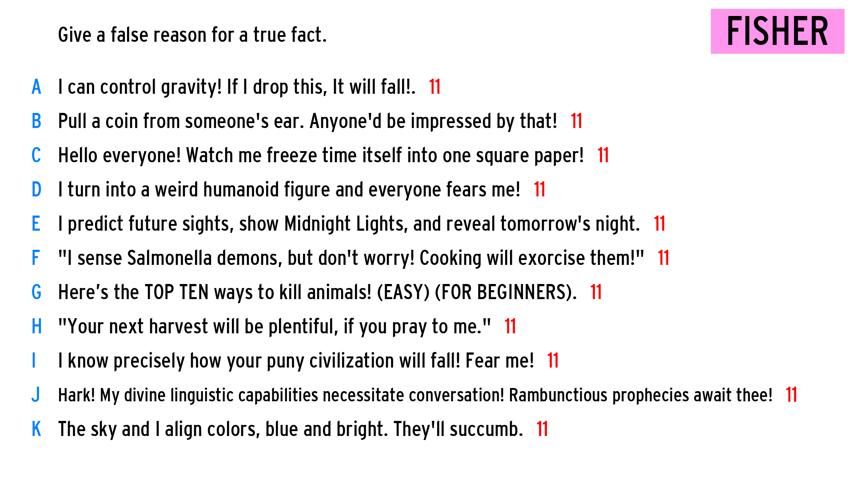 Give a false reason for a true fact.
FISHER
A I can control gravity! If I drop this, It will fall!. 11
B Pull a coin from someone's ear. Anyone'd be impressed by that! 11
C Hello everyone! Watch me freeze time itself into one square paper! 11
D I turn into a weird humanoid figure and everyone fears me! 11
E I predict future sights, show Midnight Lights, and reveal tomorrow's night. 11
F "I sense Salmonella demons, but don't worry! Cooking will exorcise them!" 11
G Here's the TOP TEN ways to kill animals! (EASY) (FOR BEGINNERS). 11
H "Your next harvest will be plentiful, if you pray to me." 11
I I know precisely how your puny civilization will fall! Fear me! 11
J Hark! My divine linguistic capabilities necessitate conversation! Rambunctious prophecies await thee! 11
K The sky and I align colors, blue and bright. They'll succumb. 11